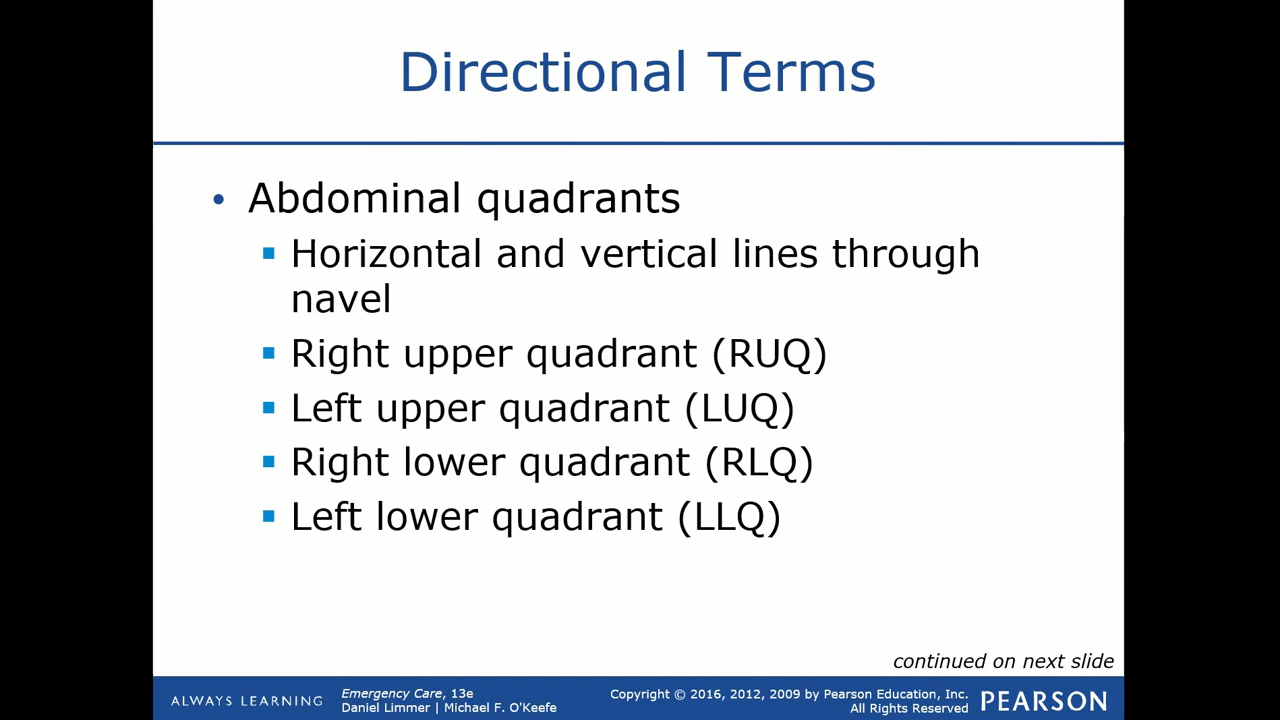 Directional Terms
• Abdominal quadrants
▪ Horizontal and vertical lines through
navel
▪ Right upper quadrant (RUQ)
▪ Left upper quadrant (LUQ)
▪ Right lower quadrant (RLQ)
▪ Left lower quadrant (LLQ)
continued on next slide
ALWAYS LEARNING
Emergency Care, 13e
Daniel Limmer | Michael F. O'Keefe
Copyright © 2016, 2012, 2009 by Pearson Education, Inc.
All Rights Reserved
PEARSON